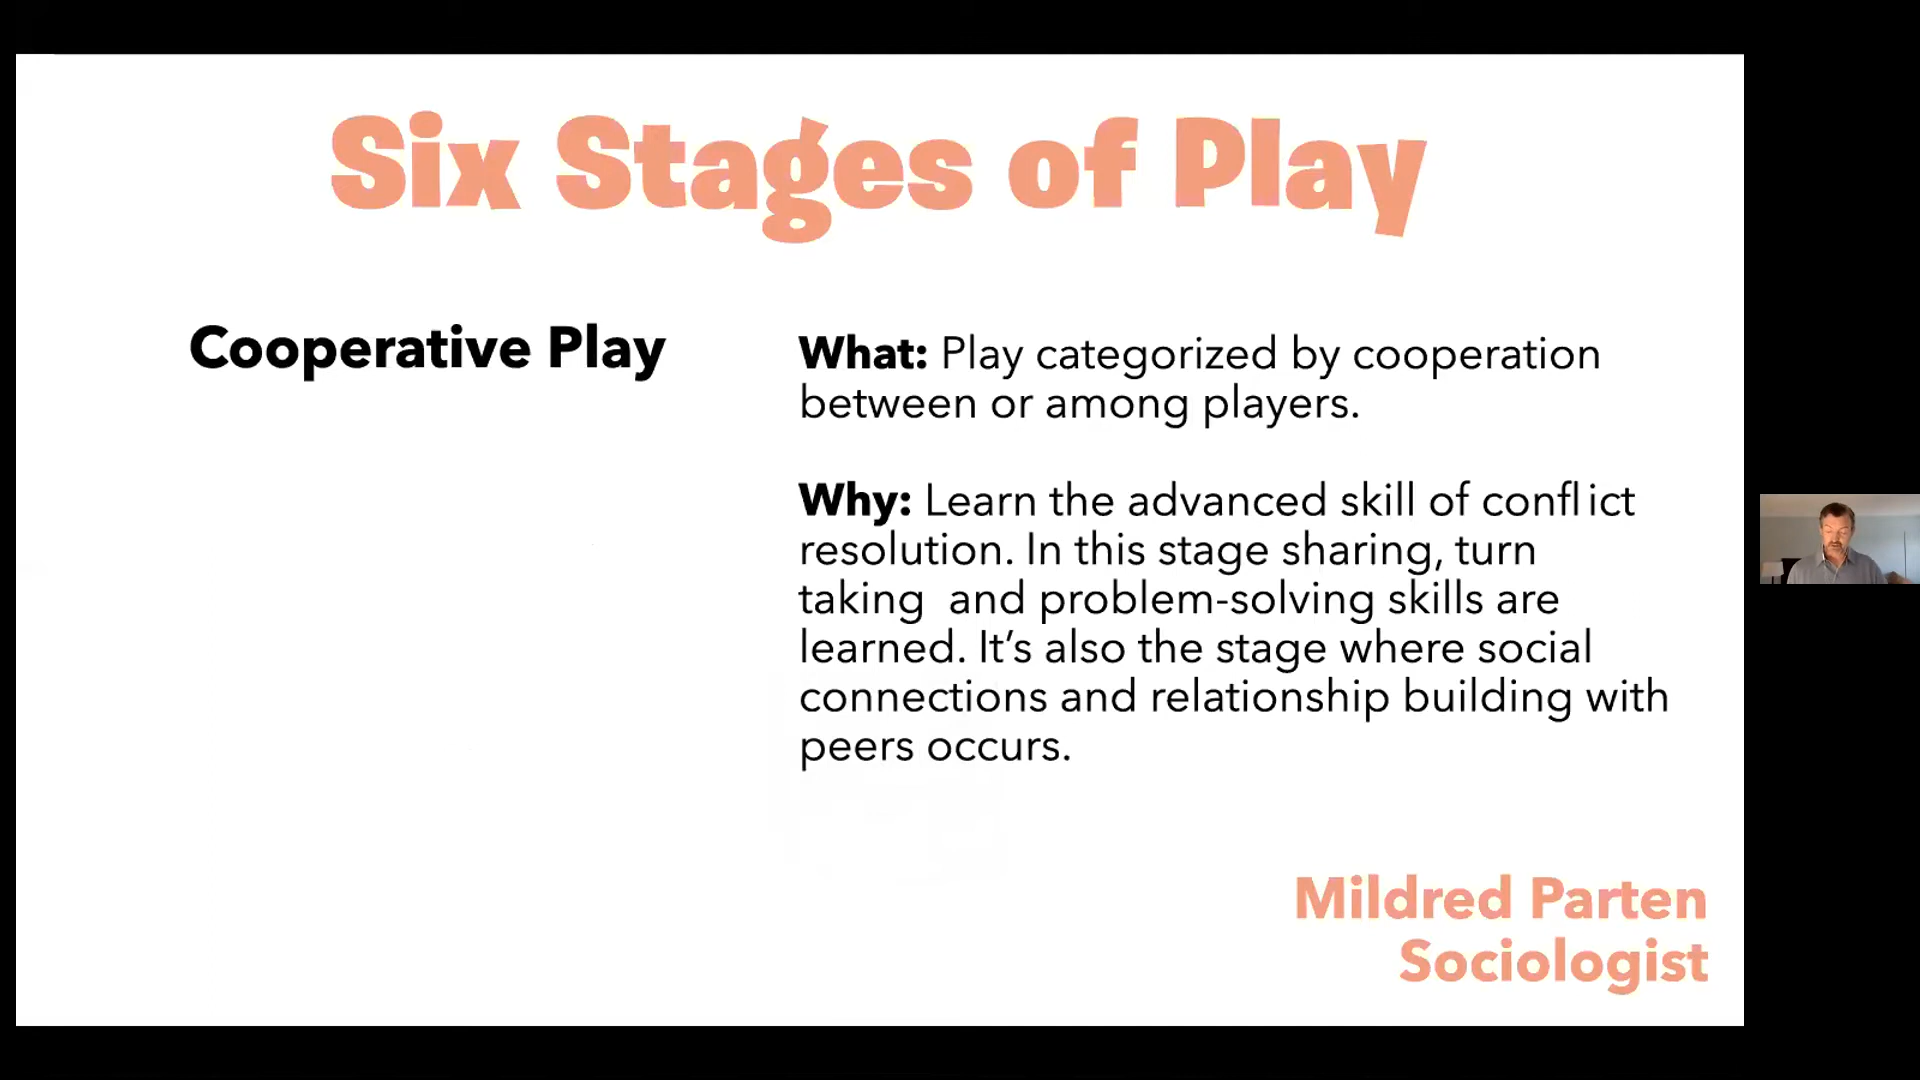 Six Stages of Play
Cooperative Play
What: Play categorized by cooperation
between or among players.
Why: Learn the advanced skill of conflict
resolution. In this stage sharing, turn
taking  and problem-solving skills are
learned. It’s also the stage where social
connections and relationship building with
peers occurs.
Mildred Parten
Sociologist